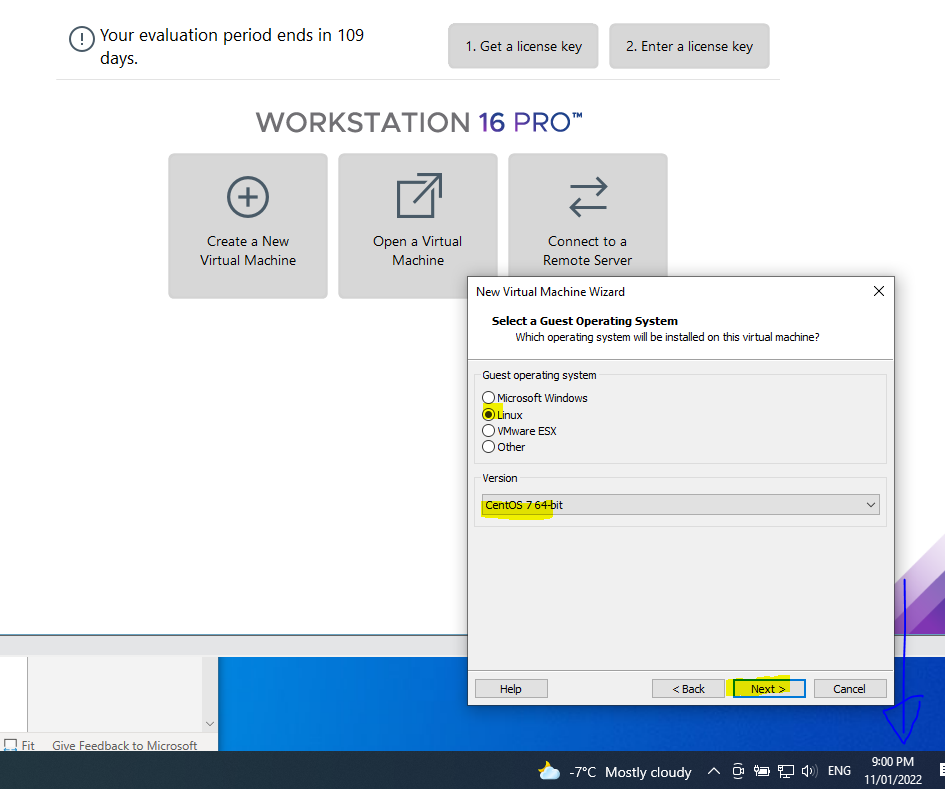 Your evaluation period ends in 109
days.
1. Get a license key
2. Enter a license key
WORKSTATION 16 PRO™
Create a New
Virtual Machine
Open a Virtual
Machine
Connect to a
Remote Server
New Virtual Machine Wizard
Select a Guest Operating System
Which operating system will be installed on this virtual machine?
Guest operating system
Microsoft Windows
Linux
VMware ESX
Other
Version
CentOS 7 64-bit
Help
< Back
Next >
Cancel
Fit
Give Feedback to Microsoft
-7°C Mostly cloudy
ENG
9:00 PM
11/01/2022